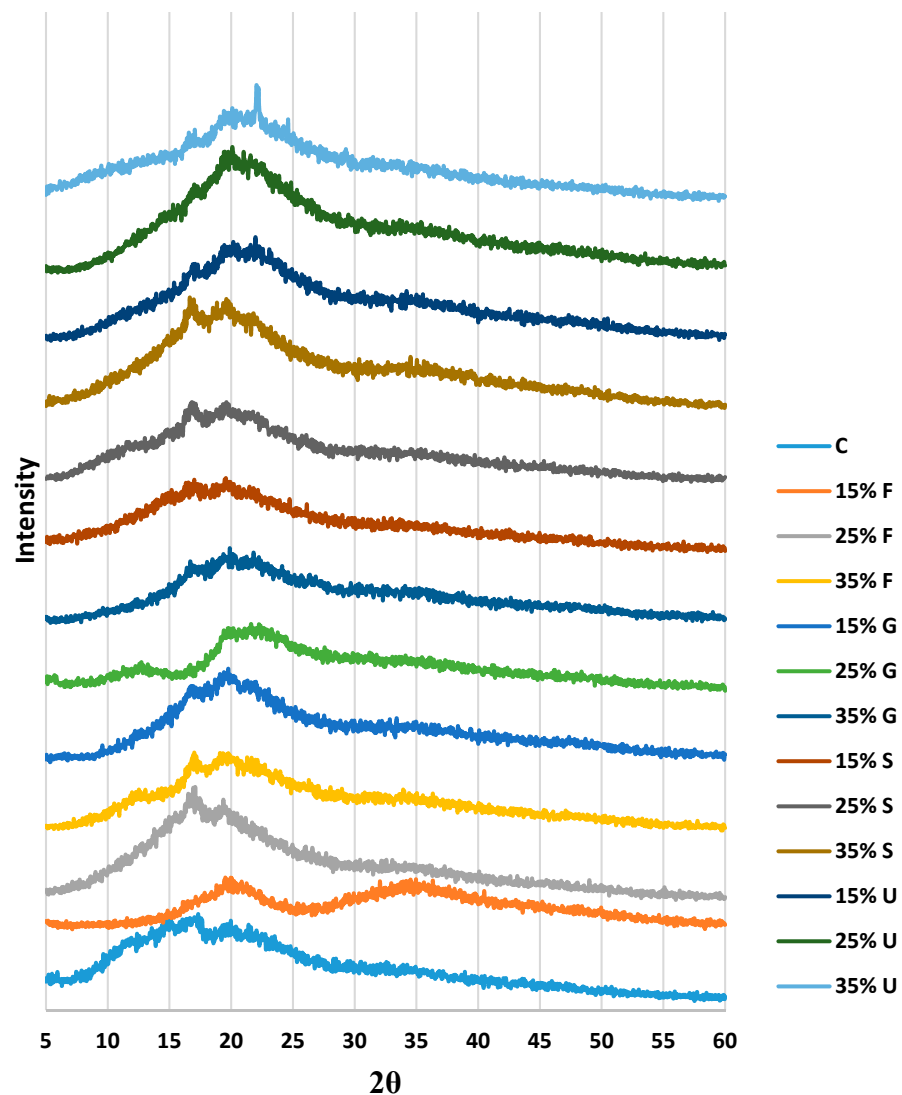 Intensity
5 10 15 20 25 30 35 40 45 50 55 60
2θ
C
15% F
25% F
35% F
15% G
25% G
35% G
15% S
25% S
35% S
15% U
25% U
35% U